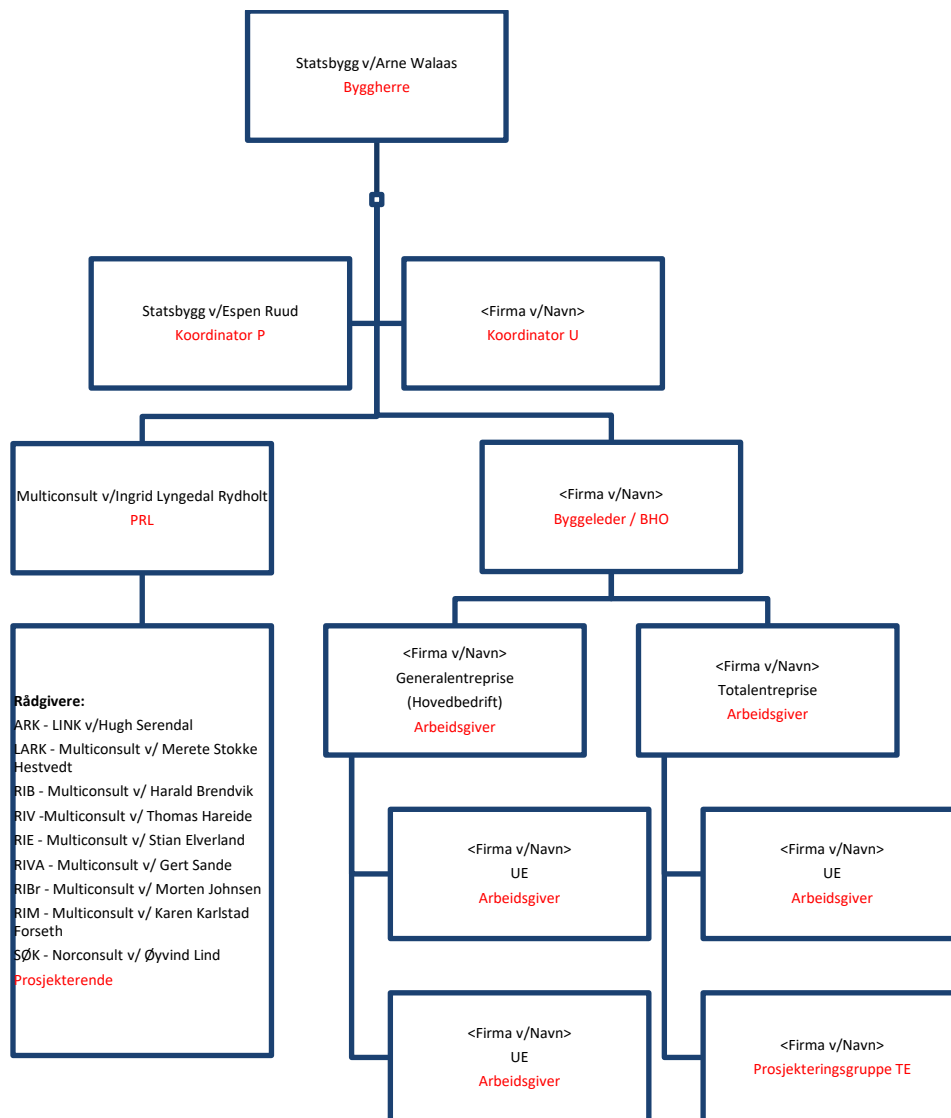 Statsbygg v/Arne Walaas
Byggherre
Statsbygg v/Espen Ruud
Koordinator P
<Firma v/Navn>
Koordinator U
Multiconsult v/Ingrid Lyngedal Rydholt
PRL
<Firma v/Navn>
Byggeleder / BHO
Rådgivere:
ARK - LINK v/Hugh Serendal
LARK - Multiconsult v/ Merete Stokke
Hestvedt
RIB - Multiconsult v/ Harald Brendvik
RIV -Multiconsult v/ Thomas Hareide
RIE - Multiconsult v/ Stian Elverland
RIVA - Multiconsult v/ Gert Sande
RIBr - Multiconsult v/ Morten Johnsen
RIM - Multiconsult v/ Karen Karlstad
Forseth
SØK - Norconsult v/ Øyvind Lind
Prosjekterende
<Firma v/Navn>
Generalentreprise
(Hovedbedrift)
Arbeidsgiver
<Firma v/Navn>
Totalentreprise
Arbeidsgiver
<Firma v/Navn>
UE
Arbeidsgiver
<Firma v/Navn>
UE
Arbeidsgiver
<Firma v/Navn>
UE
Arbeidsgiver
<Firma v/Navn>
Prosjekteringsgruppe TE